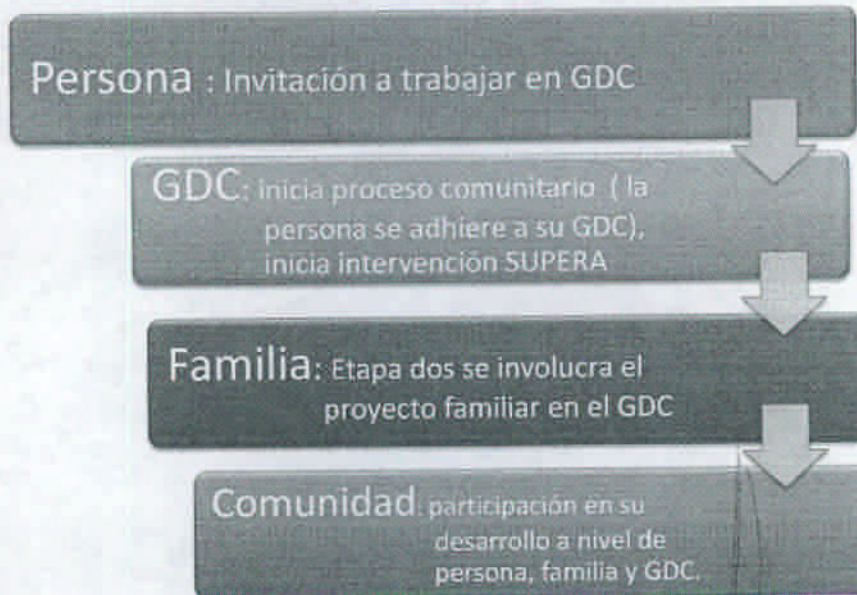 Persona : Invitación a trabajar en GDC
GDC: inicia proceso comunitario ( la
persona se adhiere a su GDC),
inicia intervención SUPERA
Familia: Etapa dos se involucra el
proyecto familiar en el GDC
Comunidad: participación en su
desarrollo a nivel de
persona, familia y GDC.